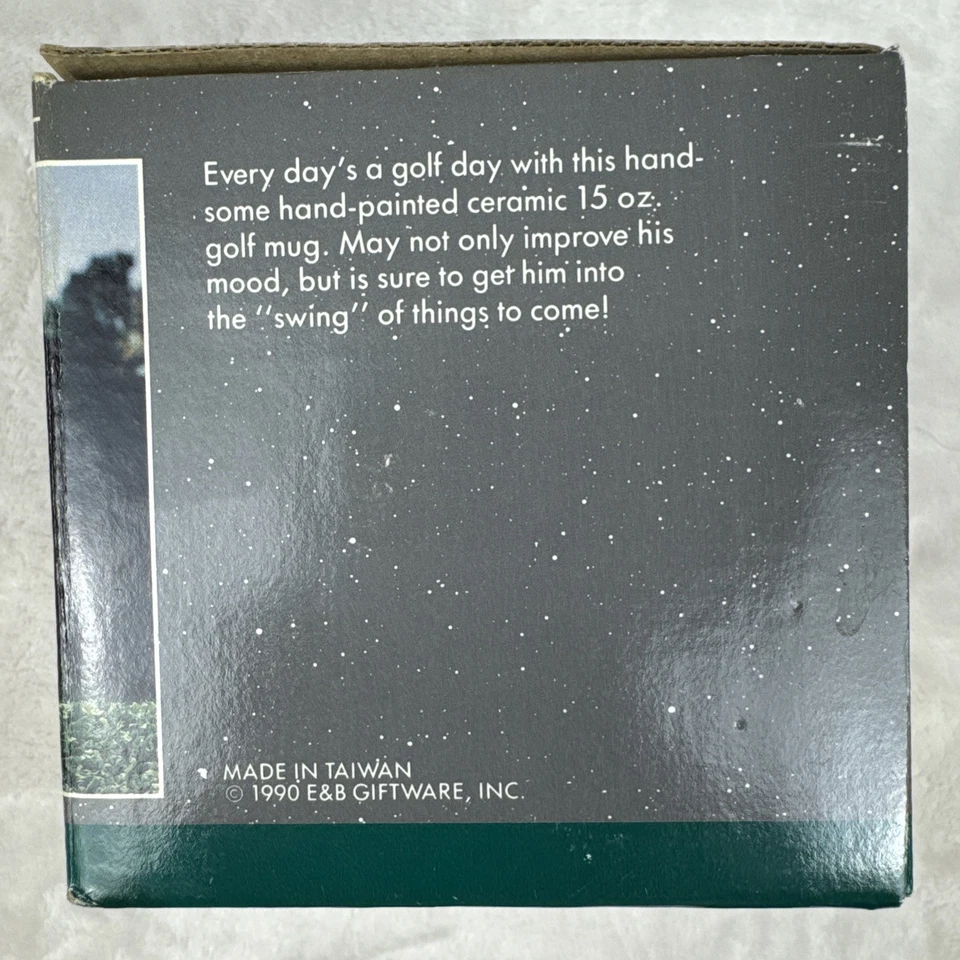 Every day's a golf day with this hand-
some hand-painted ceramic 15 oz.
golf mug. May not only improve his
mood, but is sure to get him into
the "swing" of things to come!
MADE IN TAIWAN
© 1990 E&B GIFTWARE, INC.